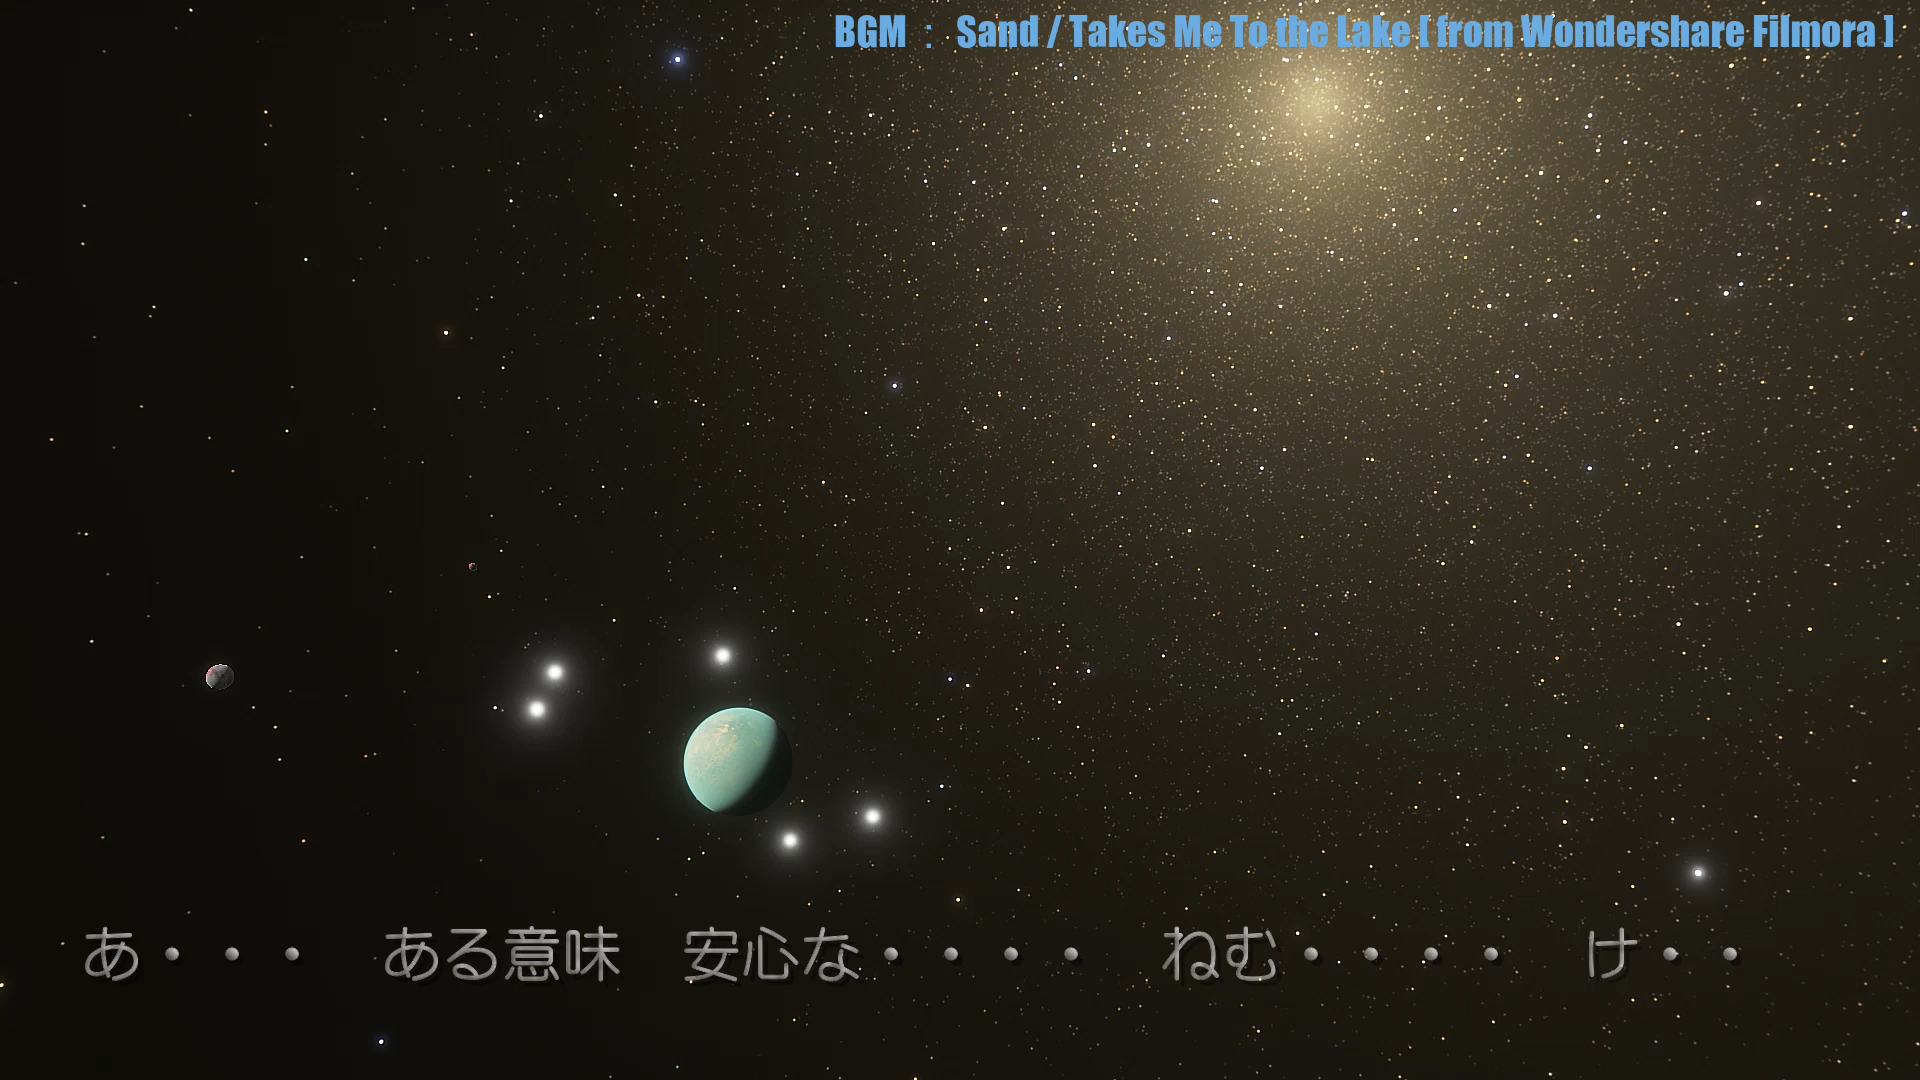 BGM ： Sand / Takes Me To the Lake [ from Wondershare Filmora ]
あ・・・　ある意味　安心な・・・・　ねむ・・・・　け・・